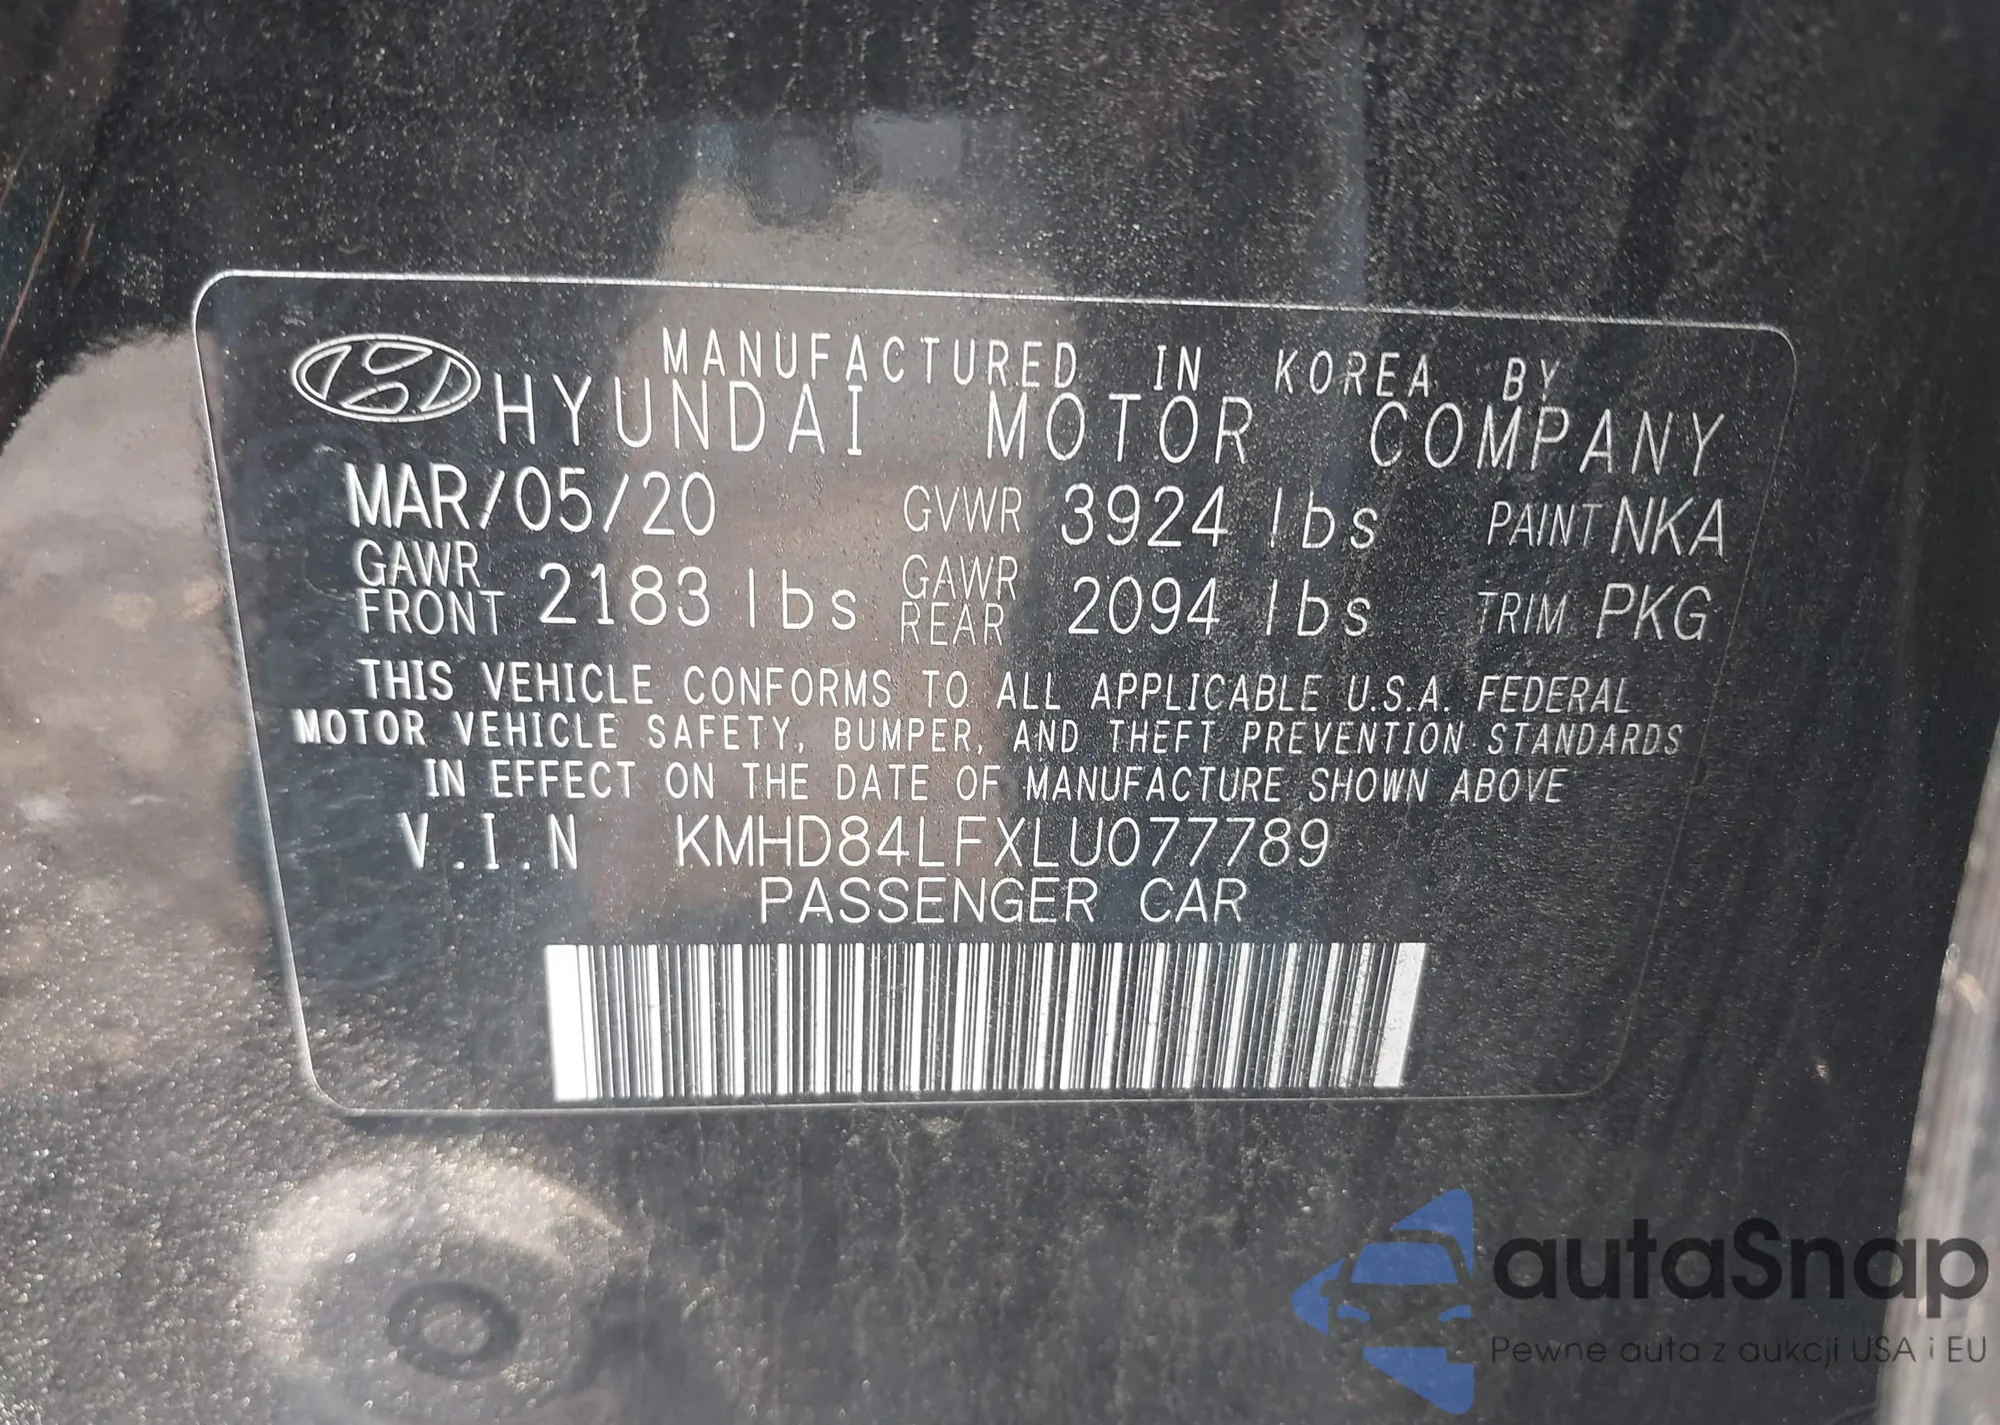 MANUFACTURED IN KOREA BY
HYUNDAI MOTOR COMPANY
MAR/05/20 GVWR 3924 lbs PAINT NKA
GAWR FRONT 2183 lbs GAWR REAR 2094 lbs TRIM PKG
THIS VEHICLE CONFORMS TO ALL APPLICABLE U.S.A. FEDERAL
MOTOR VEHICLE SAFETY, BUMPER, AND THEFT PREVENTION STANDARDS
IN EFFECT ON THE DATE OF MANUFACTURE SHOWN ABOVE
V.I.N KMHD84LFXLU077789
PASSENGER CAR
autaSnap
Pewne auta z aukcji USA i EU